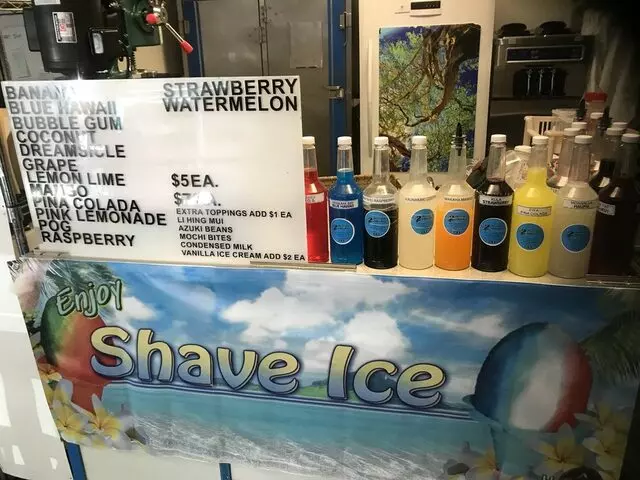 BANANA
BLUE HAWAII
BUBBLE GUM
COCONUT
DREAMSICLE
GRAPE
LEMON LIME
MANGO
PINA COLADA
PINK LEMONADE
POG
RASPBERRY
STRAWBERRY
WATERMELON
$5EA.
EXTRA TOPPINGS ADD $1 EA
LI HING MUI
AZUKI BEANS
MOCHI BITES
CONDENSED MILK
VANILLA ICE CREAM ADD $2 EA
PINA COLADA
Enjoy
Shave Ice